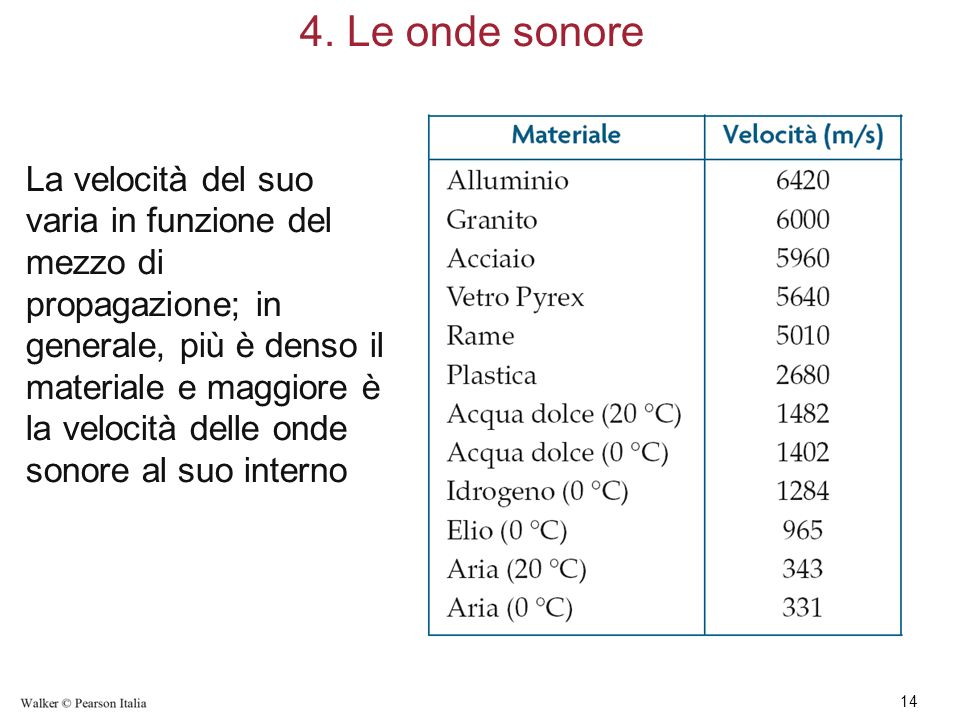 4. Le onde sonore
La velocità del suo
varia in funzione del
mezzo di
propagazione; in
generale, più è denso il
materiale e maggiore è
la velocità delle onde
sonore al suo interno
Materiale Velocità (m/s)
Alluminio 6420
Granito 6000
Acciaio 5960
Vetro Pyrex 5640
Rame 5010
Plastica 2680
Acqua dolce (20 °C) 1482
Acqua dolce (0 °C) 1402
Idrogeno (0 °C) 1284
Elio (0 °C) 965
Aria (20 °C) 343
Aria (0 °C) 331
Walker © Pearson Italia
14